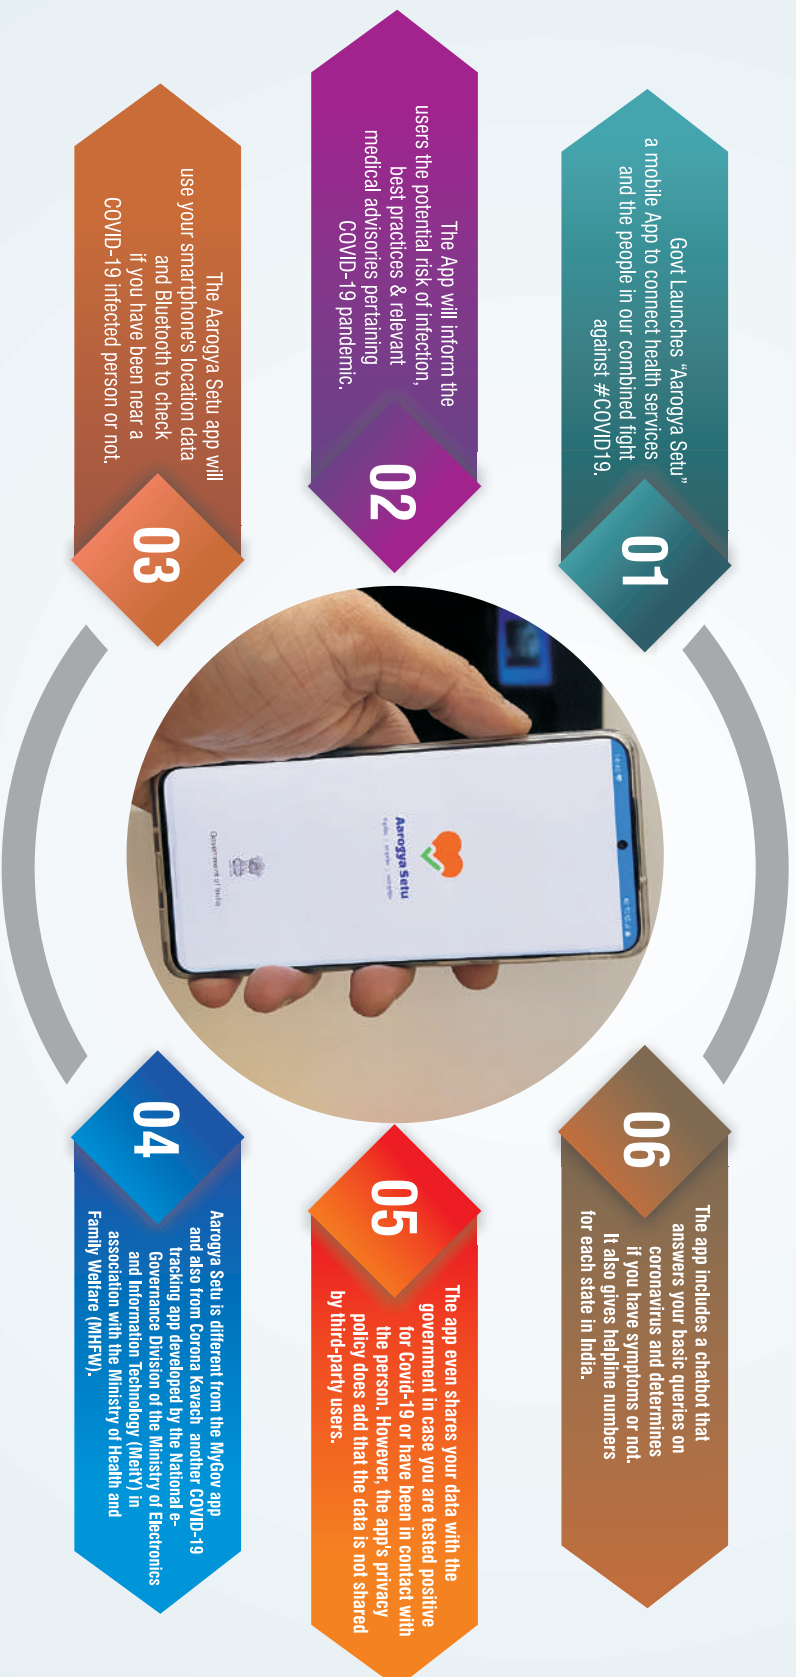 01
Govt Launches “Aarogya Setu”
a mobile App to connect health services
and the people in our combined fight
against #COVID19.
02
The App will inform the
users the potential risk of infection,
best practices & relevant
medical advisories pertaining
COVID-19 pandemic.
03
The Aarogya Setu app will
use your smartphone's location data
and Bluetooth to check
if you have been near a
COVID-19 infected person or not.
Aarogya Setu
Government of India
04
Aarogya Setu is different from the MyGov app
and also from Corona Kavach another COVID-19
tracking app developed by the National e-
Governance Division of the Ministry of Electronics
and Information Technology (MeitY) in
association with the Ministry of Health and
Family Welfare (MHFW).
05
The app even shares your data with the
government in case you are tested positive
for Covid-19 or have been in contact with
the person. However, the app's privacy
policy does add that the data is not shared
by third-party users.
06
The app includes a chatbot that
answers your basic queries on
coronavirus and determines
if you have symptoms or not.
It also gives helpline numbers
for each state in India.